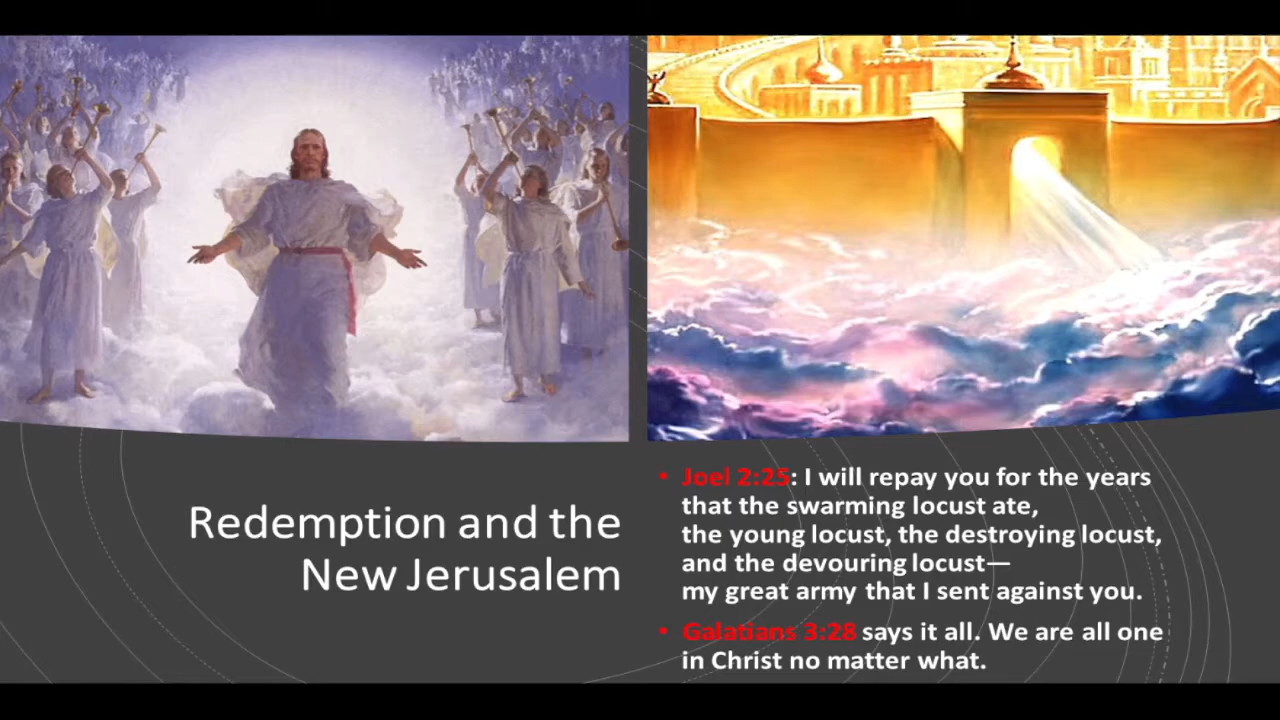 Redemption and the
New Jerusalem
• Joel 2:25: I will repay you for the years
that the swarming locust ate,
the young locust, the destroying locust,
and the devouring locust—
my great army that I sent against you.
• Galatians 3:28 says it all. We are all one
in Christ no matter what.